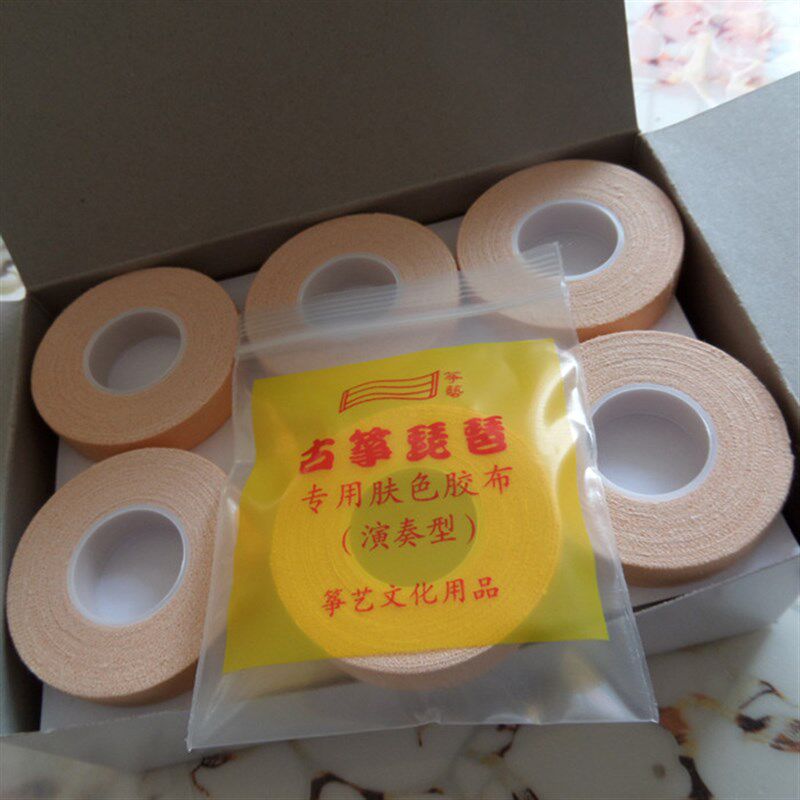 筝藝
古筝琵琶
专用肤色胶布
（演奏型）
筝艺文化用品